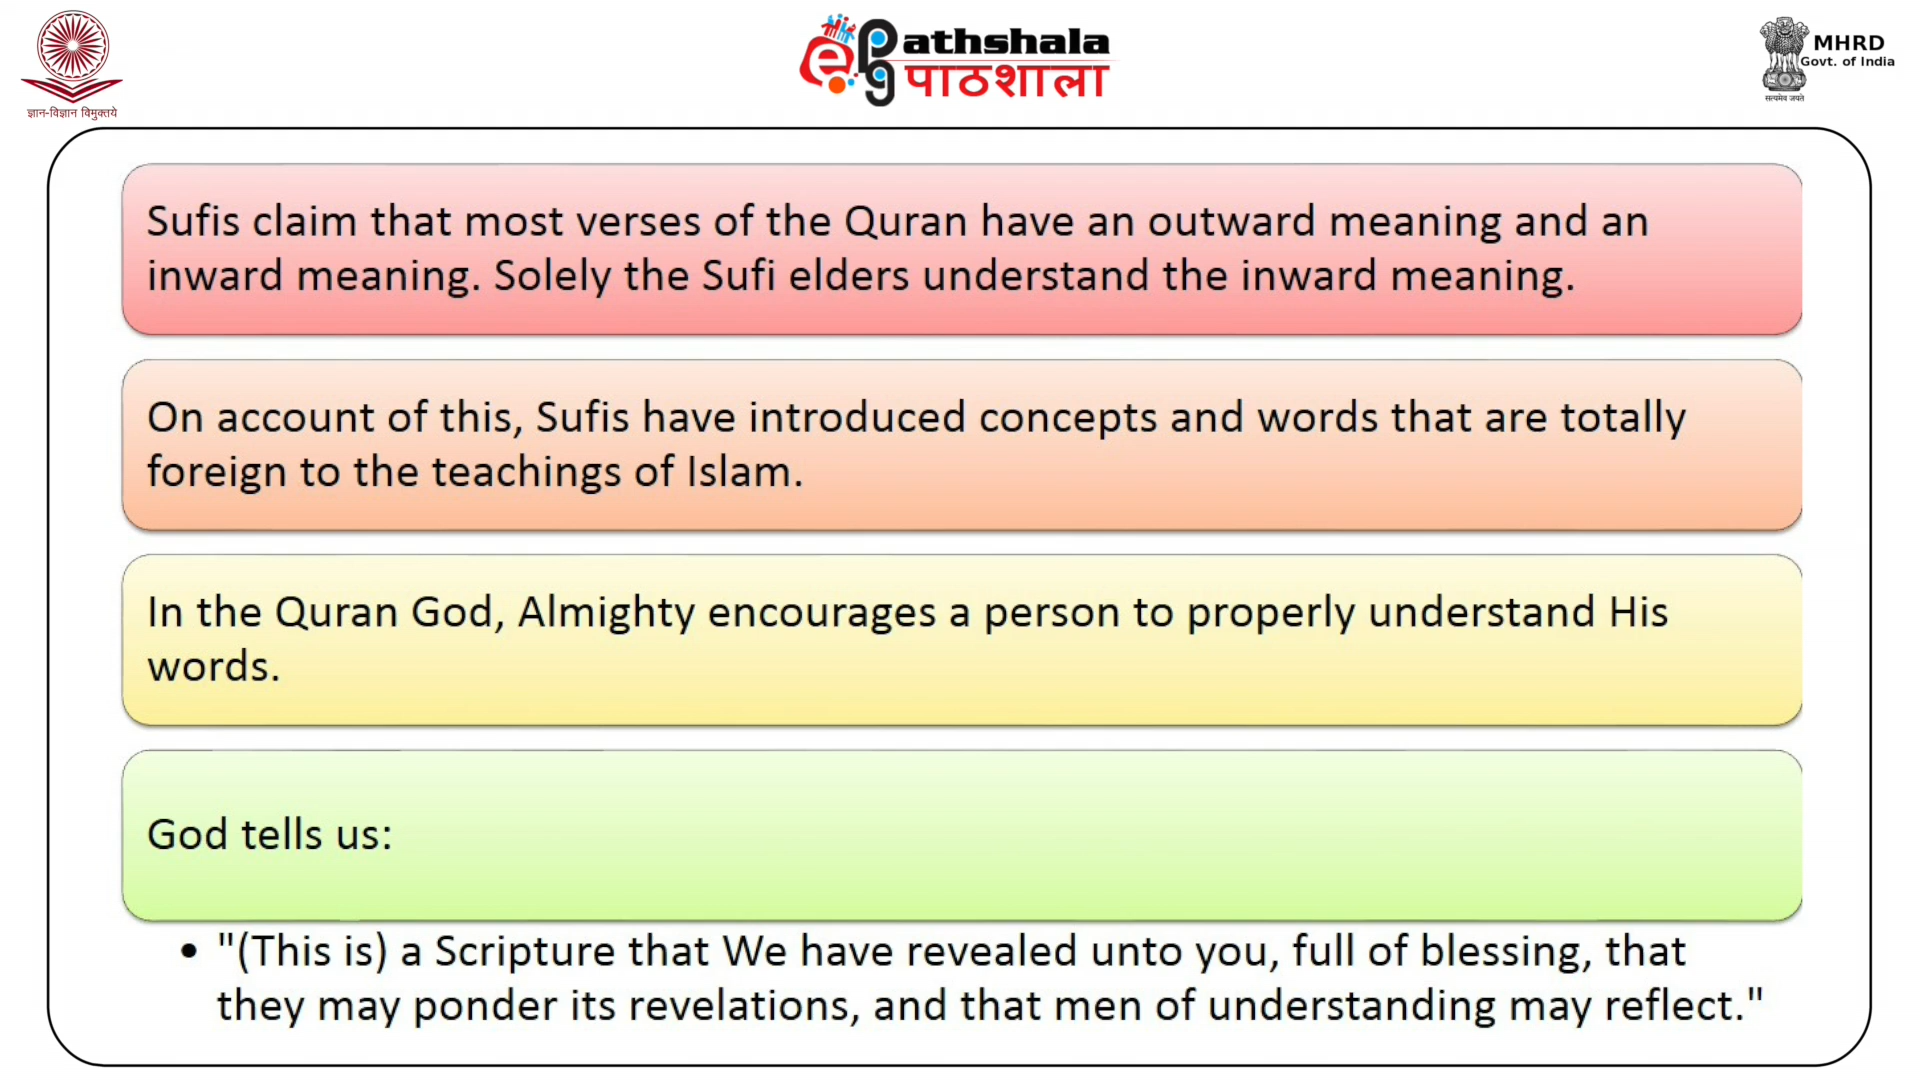 ज्ञान-विज्ञान विमुक्तये
e pg
athshala
पाठशाला
MHRD
Govt. of India
सत्यमेव जयते
Sufis claim that most verses of the Quran have an outward meaning and an
inward meaning. Solely the Sufi elders understand the inward meaning.
On account of this, Sufis have introduced concepts and words that are totally
foreign to the teachings of Islam.
In the Quran God, Almighty encourages a person to properly understand His
words.
God tells us:
• "(This is) a Scripture that We have revealed unto you, full of blessing, that
they may ponder its revelations, and that men of understanding may reflect."